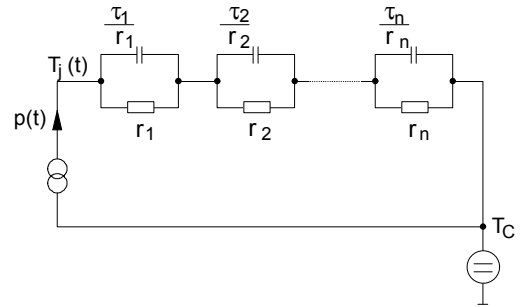 τ1/r1 τ2/r2 τn/rn
Tj(t)
r1 r2 rn
p(t)
TC